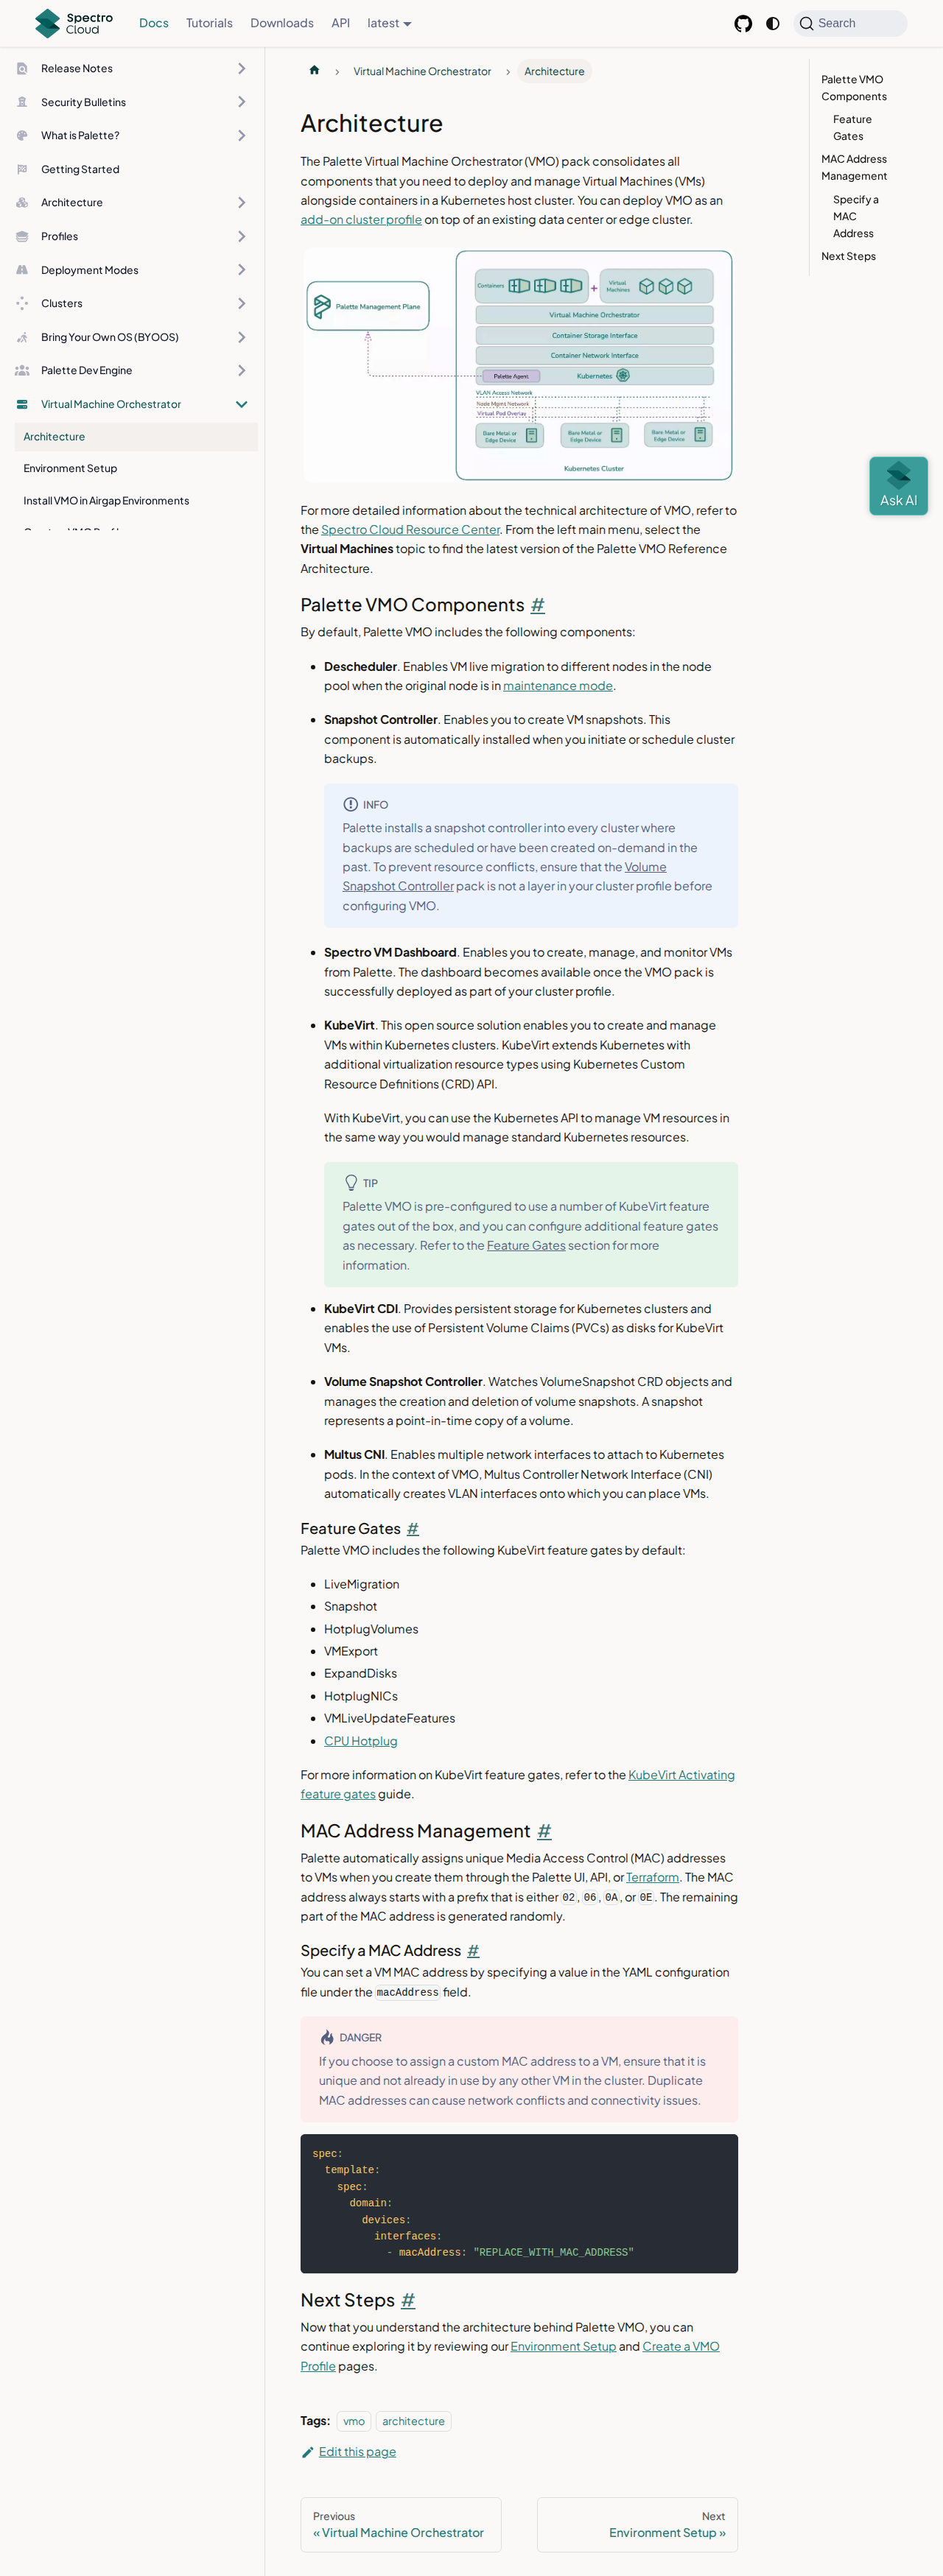 Spectro
Cloud
Docs
Tutorials
Downloads
API
latest
Search
Release Notes
Security Bulletins
What is Palette?
Getting Started
Architecture
Profiles
Deployment Modes
Clusters
Bring Your Own OS (BYOOS)
Palette Dev Engine
Virtual Machine Orchestrator
Architecture
Environment Setup
Install VMO in Airgap Environments
Virtual Machine Orchestrator
Architecture
Architecture
The Palette Virtual Machine Orchestrator (VMO) pack consolidates all
components that you need to deploy and manage Virtual Machines (VMs)
alongside containers in a Kubernetes host cluster. You can deploy VMO as an
add-on cluster profile on top of an existing data center or edge cluster.
Palette Management Plane
Containers
+
Virtual
Machines
Virtual Machine Orchestrator
Container Storage Interface
Container Network Interface
Palette Agent
Kubernetes
VLAN Access Network
Node Mgmt Network
Virtual Pod Overlay
Bare Metal or
Edge Device
Bare Metal or
Edge Device
Bare Metal or
Edge Device
Kubernetes Cluster
For more detailed information about the technical architecture of VMO, refer to
the Spectro Cloud Resource Center. From the left main menu, select the
Virtual Machines topic to find the latest version of the Palette VMO Reference
Architecture.
Palette VMO Components #
By default, Palette VMO includes the following components:
• Descheduler. Enables VM live migration to different nodes in the node
pool when the original node is in maintenance mode.
• Snapshot Controller. Enables you to create VM snapshots. This
component is automatically installed when you initiate or schedule cluster
backups.
INFO
Palette installs a snapshot controller into every cluster where
backups are scheduled or have been created on-demand in the
past. To prevent resource conflicts, ensure that the Volume
Snapshot Controller pack is not a layer in your cluster profile before
configuring VMO.
• Spectro VM Dashboard. Enables you to create, manage, and monitor VMs
from Palette. The dashboard becomes available once the VMO pack is
successfully deployed as part of your cluster profile.
• KubeVirt. This open source solution enables you to create and manage
VMs within Kubernetes clusters. KubeVirt extends Kubernetes with
additional virtualization resource types using Kubernetes Custom
Resource Definitions (CRD) API.
With KubeVirt, you can use the Kubernetes API to manage VM resources in
the same way you would manage standard Kubernetes resources.
TIP
Palette VMO is pre-configured to use a number of KubeVirt feature
gates out of the box, and you can configure additional feature gates
as necessary. Refer to the Feature Gates section for more
information.
• KubeVirt CDI. Provides persistent storage for Kubernetes clusters and
enables the use of Persistent Volume Claims (PVCs) as disks for KubeVirt
VMs.
• Volume Snapshot Controller. Watches VolumeSnapshot CRD objects and
manages the creation and deletion of volume snapshots. A snapshot
represents a point-in-time copy of a volume.
• Multus CNI. Enables multiple network interfaces to attach to Kubernetes
pods. In the context of VMO, Multus Controller Network Interface (CNI)
automatically creates VLAN interfaces onto which you can place VMs.
Feature Gates #
Palette VMO includes the following KubeVirt feature gates by default:
• LiveMigration
• Snapshot
• HotplugVolumes
• VMExport
• ExpandDisks
• HotplugNICs
• VMLiveUpdateFeatures
• CPU Hotplug
For more information on KubeVirt feature gates, refer to the KubeVirt Activating
feature gates guide.
MAC Address Management #
Palette automatically assigns unique Media Access Control (MAC) addresses
to VMs when you create them through the Palette UI, API, or Terraform. The MAC
address always starts with a prefix that is either 02, 06, 0A, or 0E. The remaining
part of the MAC address is generated randomly.
Specify a MAC Address #
You can set a VM MAC address by specifying a value in the YAML configuration
file under the macAddress field.
DANGER
If you choose to assign a custom MAC address to a VM, ensure that it is
unique and not already in use by any other VM in the cluster. Duplicate
MAC addresses can cause network conflicts and connectivity issues.
spec:
template:
spec:
domain:
devices:
interfaces:
- macAddress: "REPLACE_WITH_MAC_ADDRESS"
Next Steps #
Now that you understand the architecture behind Palette VMO, you can
continue exploring it by reviewing our Environment Setup and Create a VMO
Profile pages.
Tags: vmo architecture
Edit this page
Previous
« Virtual Machine Orchestrator
Next
Environment Setup »
Palette VMO
Components
Feature
Gates
MAC Address
Management
Specify a
MAC
Address
Next Steps
Ask AI